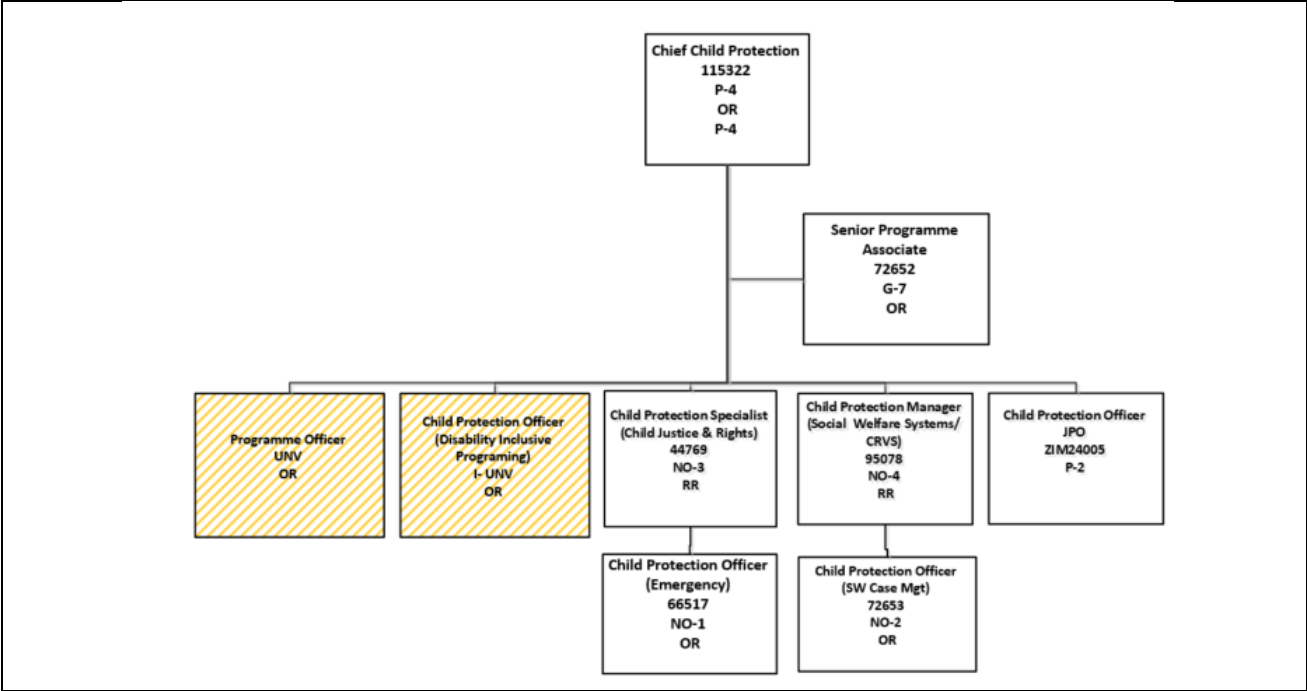 Chief Child Protection
115322
P-4
OR
P-4
Senior Programme
Associate
72652
G-7
OR
Programme Officer
UNV
OR
Child Protection Officer
(Disability Inclusive
Programing)
I- UNV
OR
Child Protection Specialist
(Child Justice & Rights)
44769
NO-3
RR
Child Protection Manager
(Social Welfare Systems/
CRVS)
95078
NO-4
RR
Child Protection Officer
JPO
ZIM24005
P-2
Child Protection Officer
(Emergency)
66517
NO-1
OR
Child Protection Officer
(SW Case Mgt)
72653
NO-2
OR